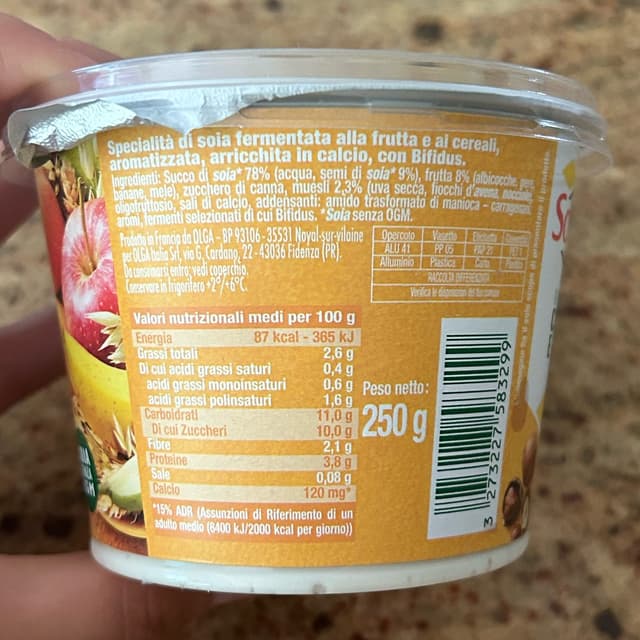 Specialità di soia fermentata alla frutta e ai cereali,
aromatizzata, arricchita in calcio, con Bifidus.
Ingredienti: Succo di soia* 78% (acqua, semi di soia* 9%), frutta 8% (albicocche, pere,
banane, mele), zucchero di canna, muesli 2,3% (uva secca, fiocchi d'avena, nocciole,
oligofruttosio, sali di calcio, addensanti: amido trasformato di manioca - carragenina,
aromi, fermenti selezionati di cui Bifidus. *Soia senza OGM.
Prodotto in Francia da OLGA - BP 93106 - 35531 Noyal-sur-vilaine
per OLGA Italia Srl, via G. Cardano, 22 - 43036 Fidenza (PR).
Da consumarsi entro: vedi coperchio.
Conservare in frigorifero +2°/+6°C.
Opercolo Vasetto Etichetta
ALU 41 PP 05 PAP 21
Alluminio Plastica Carta Plastica
RACCOLTA DIFFERENZIATA
Verifica le disposizioni del tuo comune
Valori nutrizionali medi per 100 g
Energia 87 kcal - 365 kJ
Grassi totali 2,6 g
Di cui acidi grassi saturi 0,4 g
acidi grassi monoinsaturi 0,6 g
acidi grassi polinsaturi 1,6 g
Carboidrati 11,0 g
Di cui Zuccheri 10,0 g
Fibre 2,1 g
Proteine 3,8 g
Sale 0,08 g
Calcio 120 mg*
*15% ADR (Assunzioni di Riferimento di un
adulto medio (8400 kJ/2000 kcal per giorno))
Peso netto:
250 g
3 273227 583299